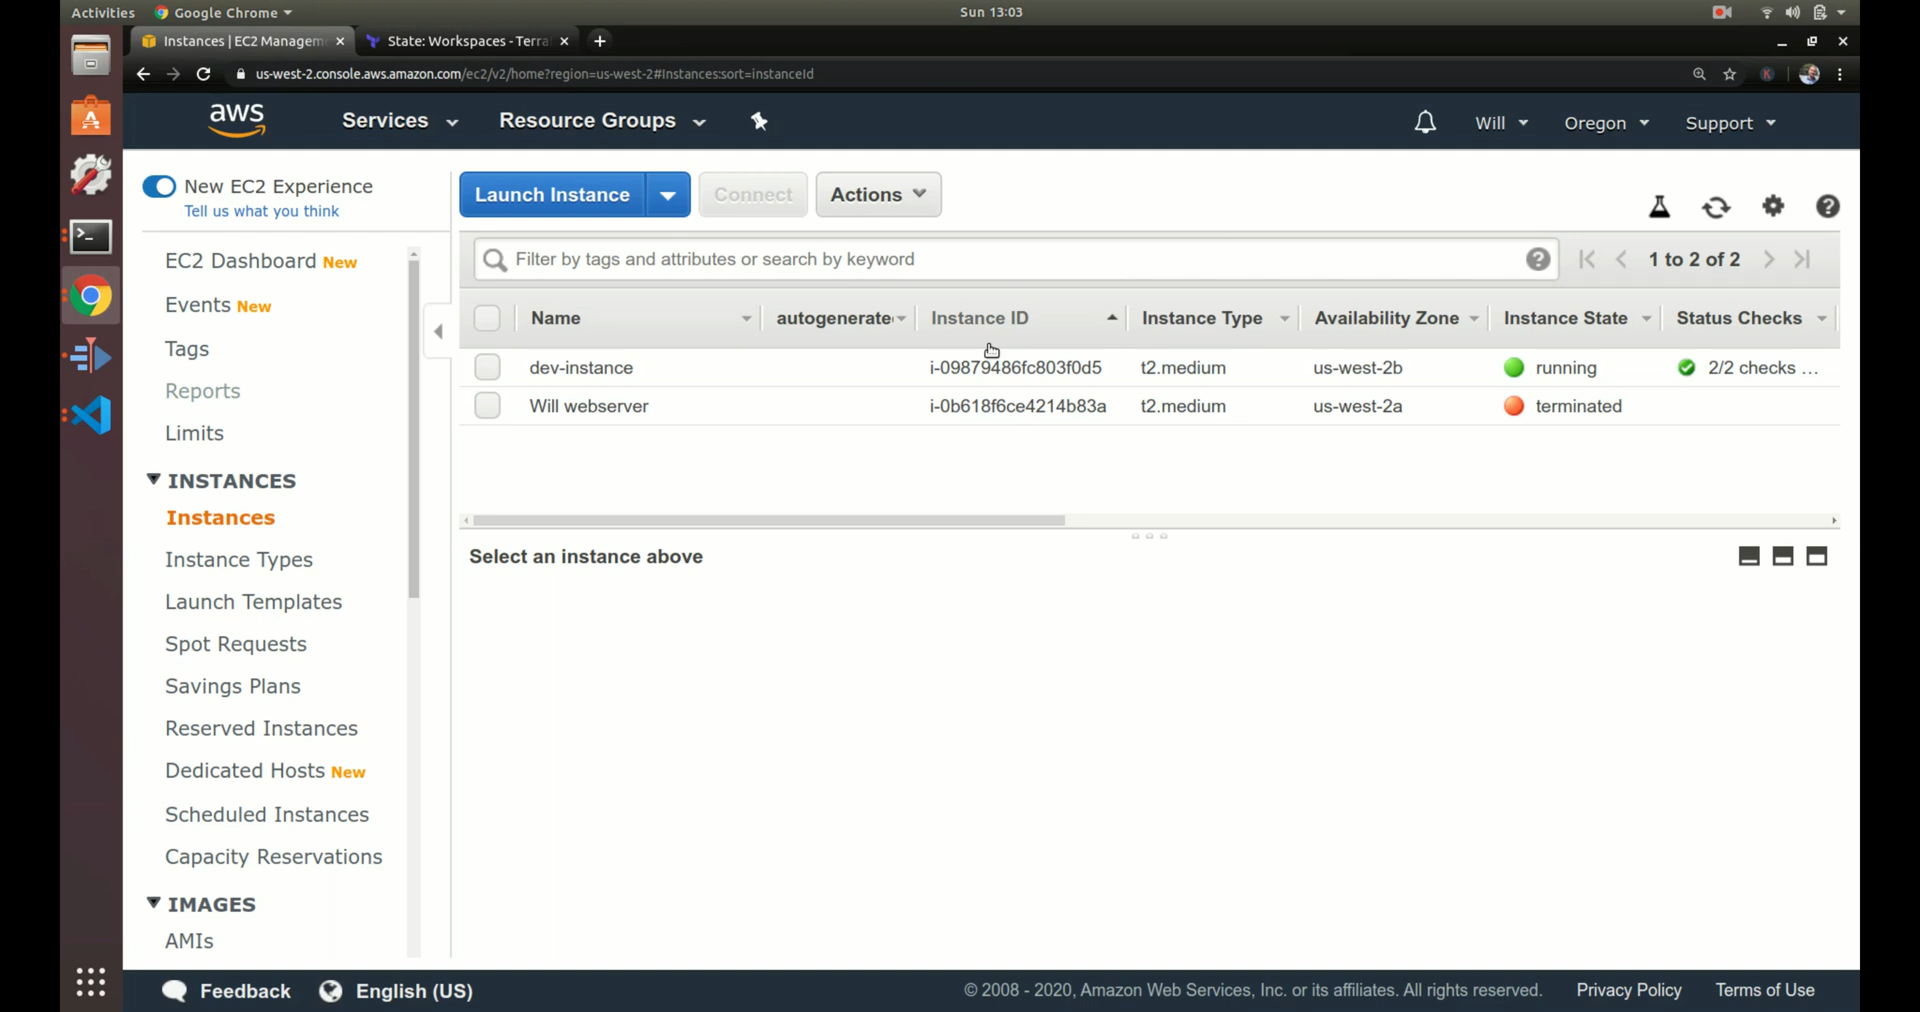 Activities Google Chrome Sun 13:03
Instances | EC2 Managem State: Workspaces - Terra
us-west-2.console.aws.amazon.com/ec2/v2/home?region=us-west-2#Instances:sort=instanceId
aws Services Resource Groups Will Oregon Support
New EC2 Experience
Tell us what you think
Launch Instance Connect Actions
EC2 Dashboard New
Events New
Tags
Reports
Limits
INSTANCES
Instances
Instance Types
Launch Templates
Spot Requests
Savings Plans
Reserved Instances
Dedicated Hosts New
Scheduled Instances
Capacity Reservations
IMAGES
AMIs
Filter by tags and attributes or search by keyword 1 to 2 of 2
Name autogenerate Instance ID Instance Type Availability Zone Instance State Status Checks
dev-instance i-09879486fc803f0d5 t2.medium us-west-2b running 2/2 checks ...
Will webserver i-0b618f6ce4214b83a t2.medium us-west-2a terminated
Select an instance above
Feedback English (US) © 2008 - 2020, Amazon Web Services, Inc. or its affiliates. All rights reserved. Privacy Policy Terms of Use